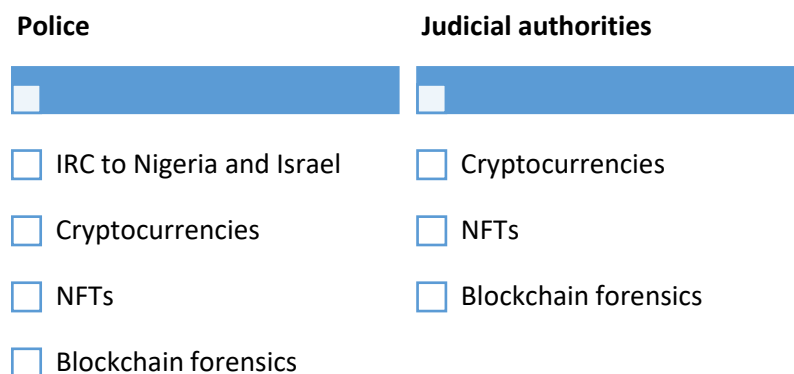 Police
IRC to Nigeria and Israel
Cryptocurrencies
NFTs
Blockchain forensics
Judicial authorities
Cryptocurrencies
NFTs
Blockchain forensics